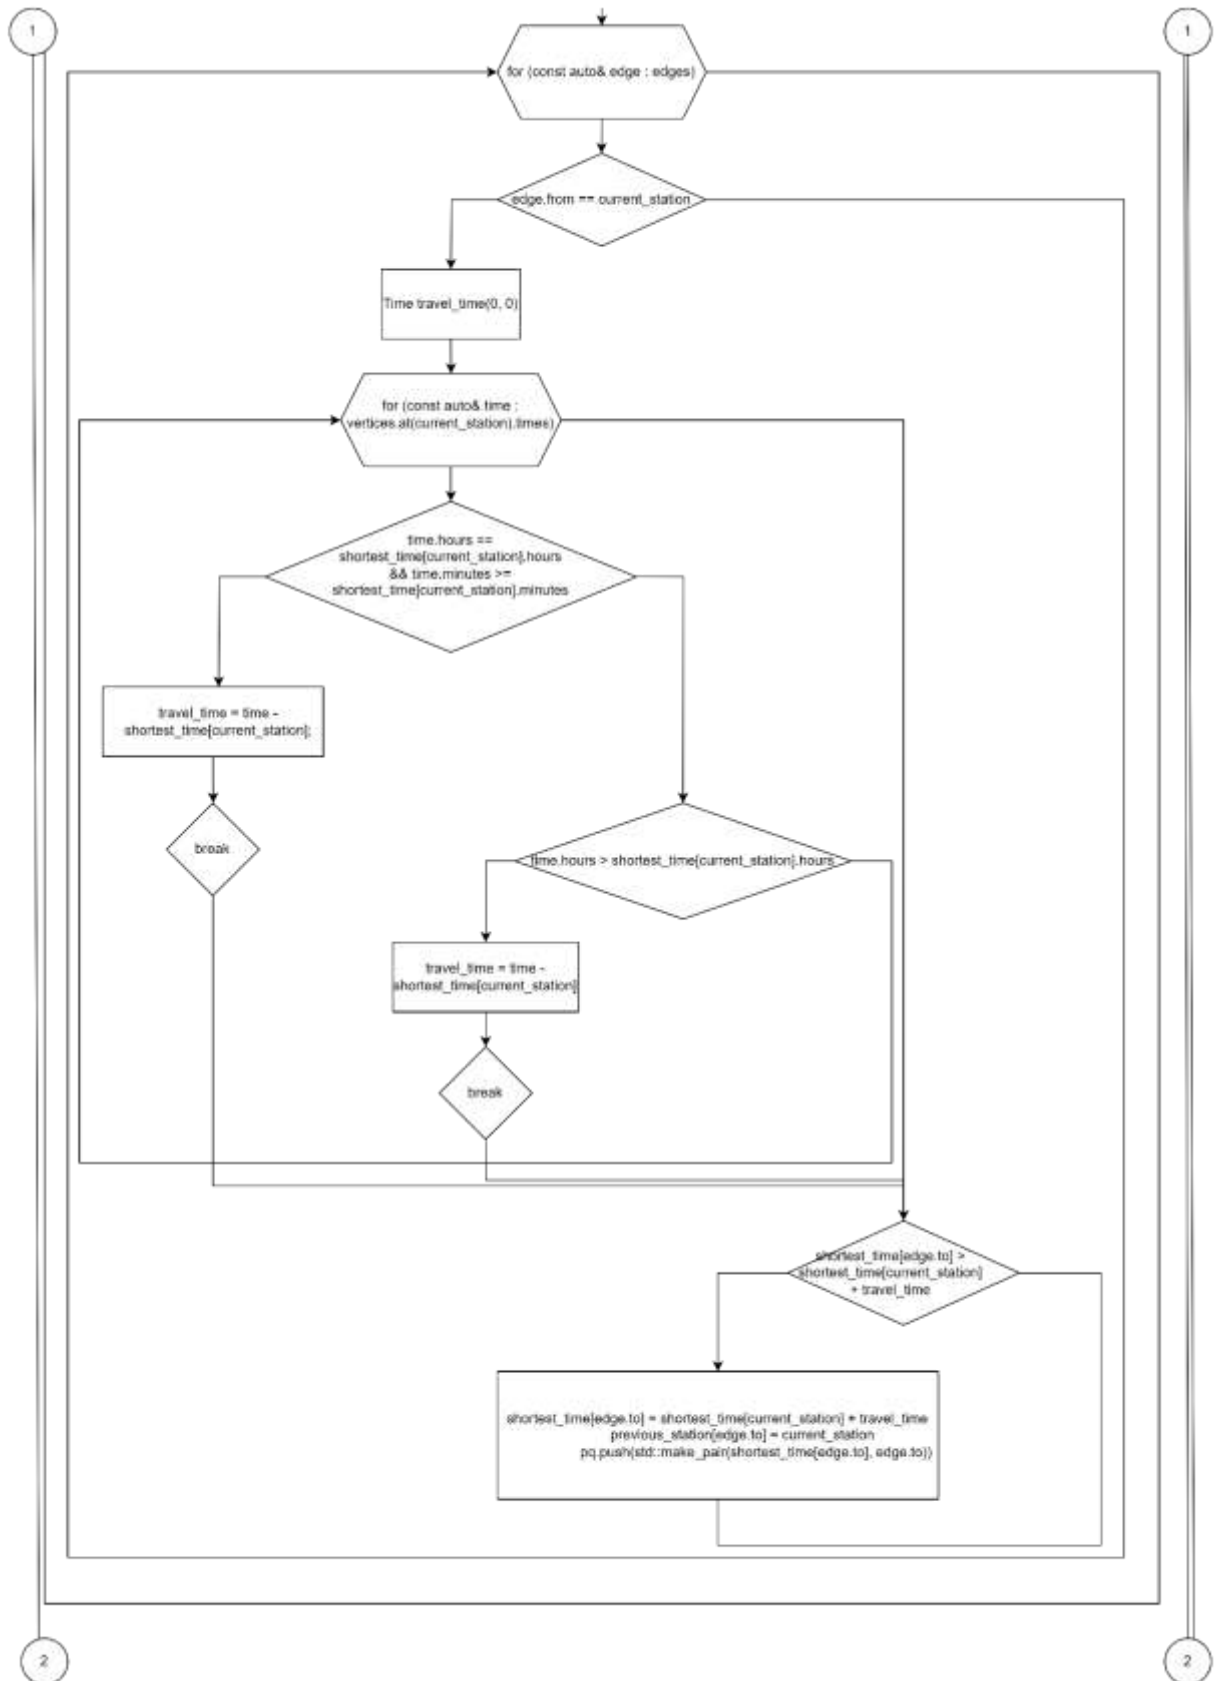 1
1
for (const auto& edge : edges)
edge.from == current_station
Time travel_time(0, 0)
for (const auto& time :
vertices.at(current_station).times)
time.hours ==
shortest_time[current_station].hours
&& time.minutes >=
shortest_time[current_station].minutes
travel_time = time -
shortest_time[current_station];
break
time.hours > shortest_time[current_station].hours
travel_time = time -
shortest_time[current_station]
break
shortest_time[edge.to] >
shortest_time[current_station]
+ travel_time
shortest_time[edge.to] = shortest_time[current_station] + travel_time
previous_station[edge.to] = current_station
pq.push(std::make_pair(shortest_time[edge.to], edge.to))
2
2